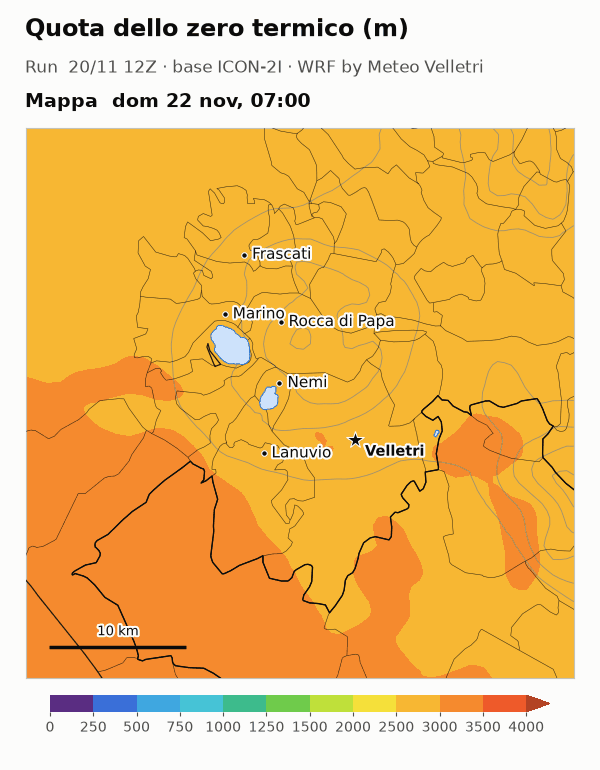 Quota dello zero termico (m)
Run  20/11 12Z · base ICON-2I · WRF by Meteo Velletri
Mappa  dom 22 nov, 07:00
Frascati
Marino
Rocca di Papa
Nemi
Velletri
Lanuvio
10 km
0 250 500 750 1000 1250 1500 2000 2500 3000 3500 4000